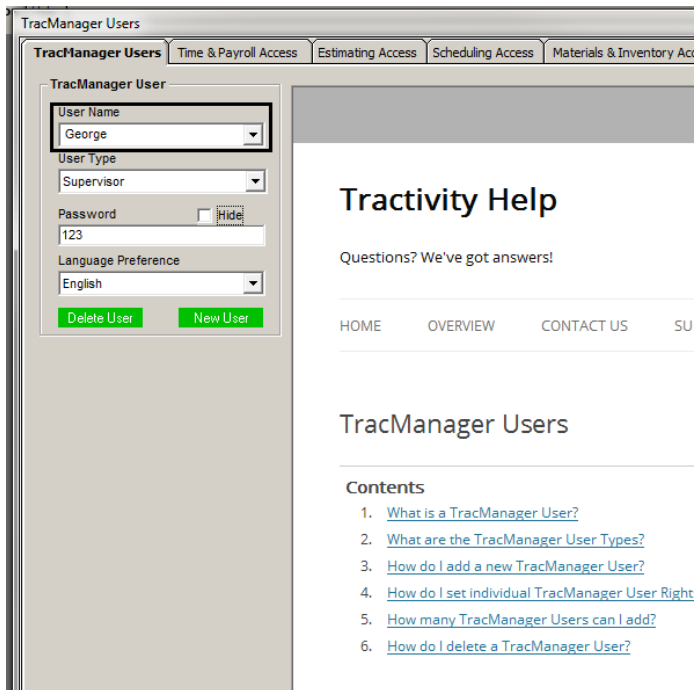 TracManager Users
TracManager Users Time & Payroll Access Estimating Access Scheduling Access Materials & Inventory Acc
TracManager User
User Name
George
User Type
Supervisor
Password Hide
123
Language Preference
English
Delete User New User
Tractivity Help
Questions? We've got answers!
HOME OVERVIEW CONTACT US SU
TracManager Users
Contents
1. What is a TracManager User?
2. What are the TracManager User Types?
3. How do I add a new TracManager User?
4. How do I set individual TracManager User Right
5. How many TracManager Users can I add?
6. How do I delete a TracManager User?